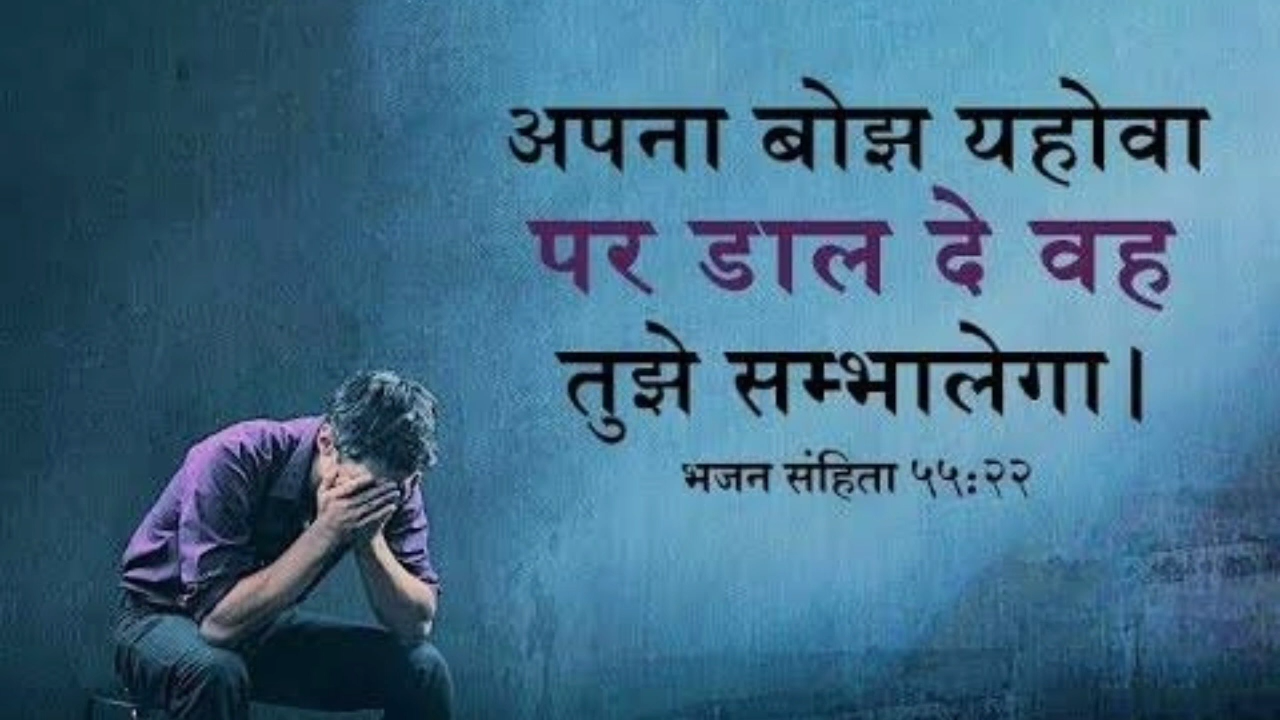 अपना बोझ यहोवा
पर डाल दे वह
तुझे सम्भालेगा।
भजन संहिता ५५:२२